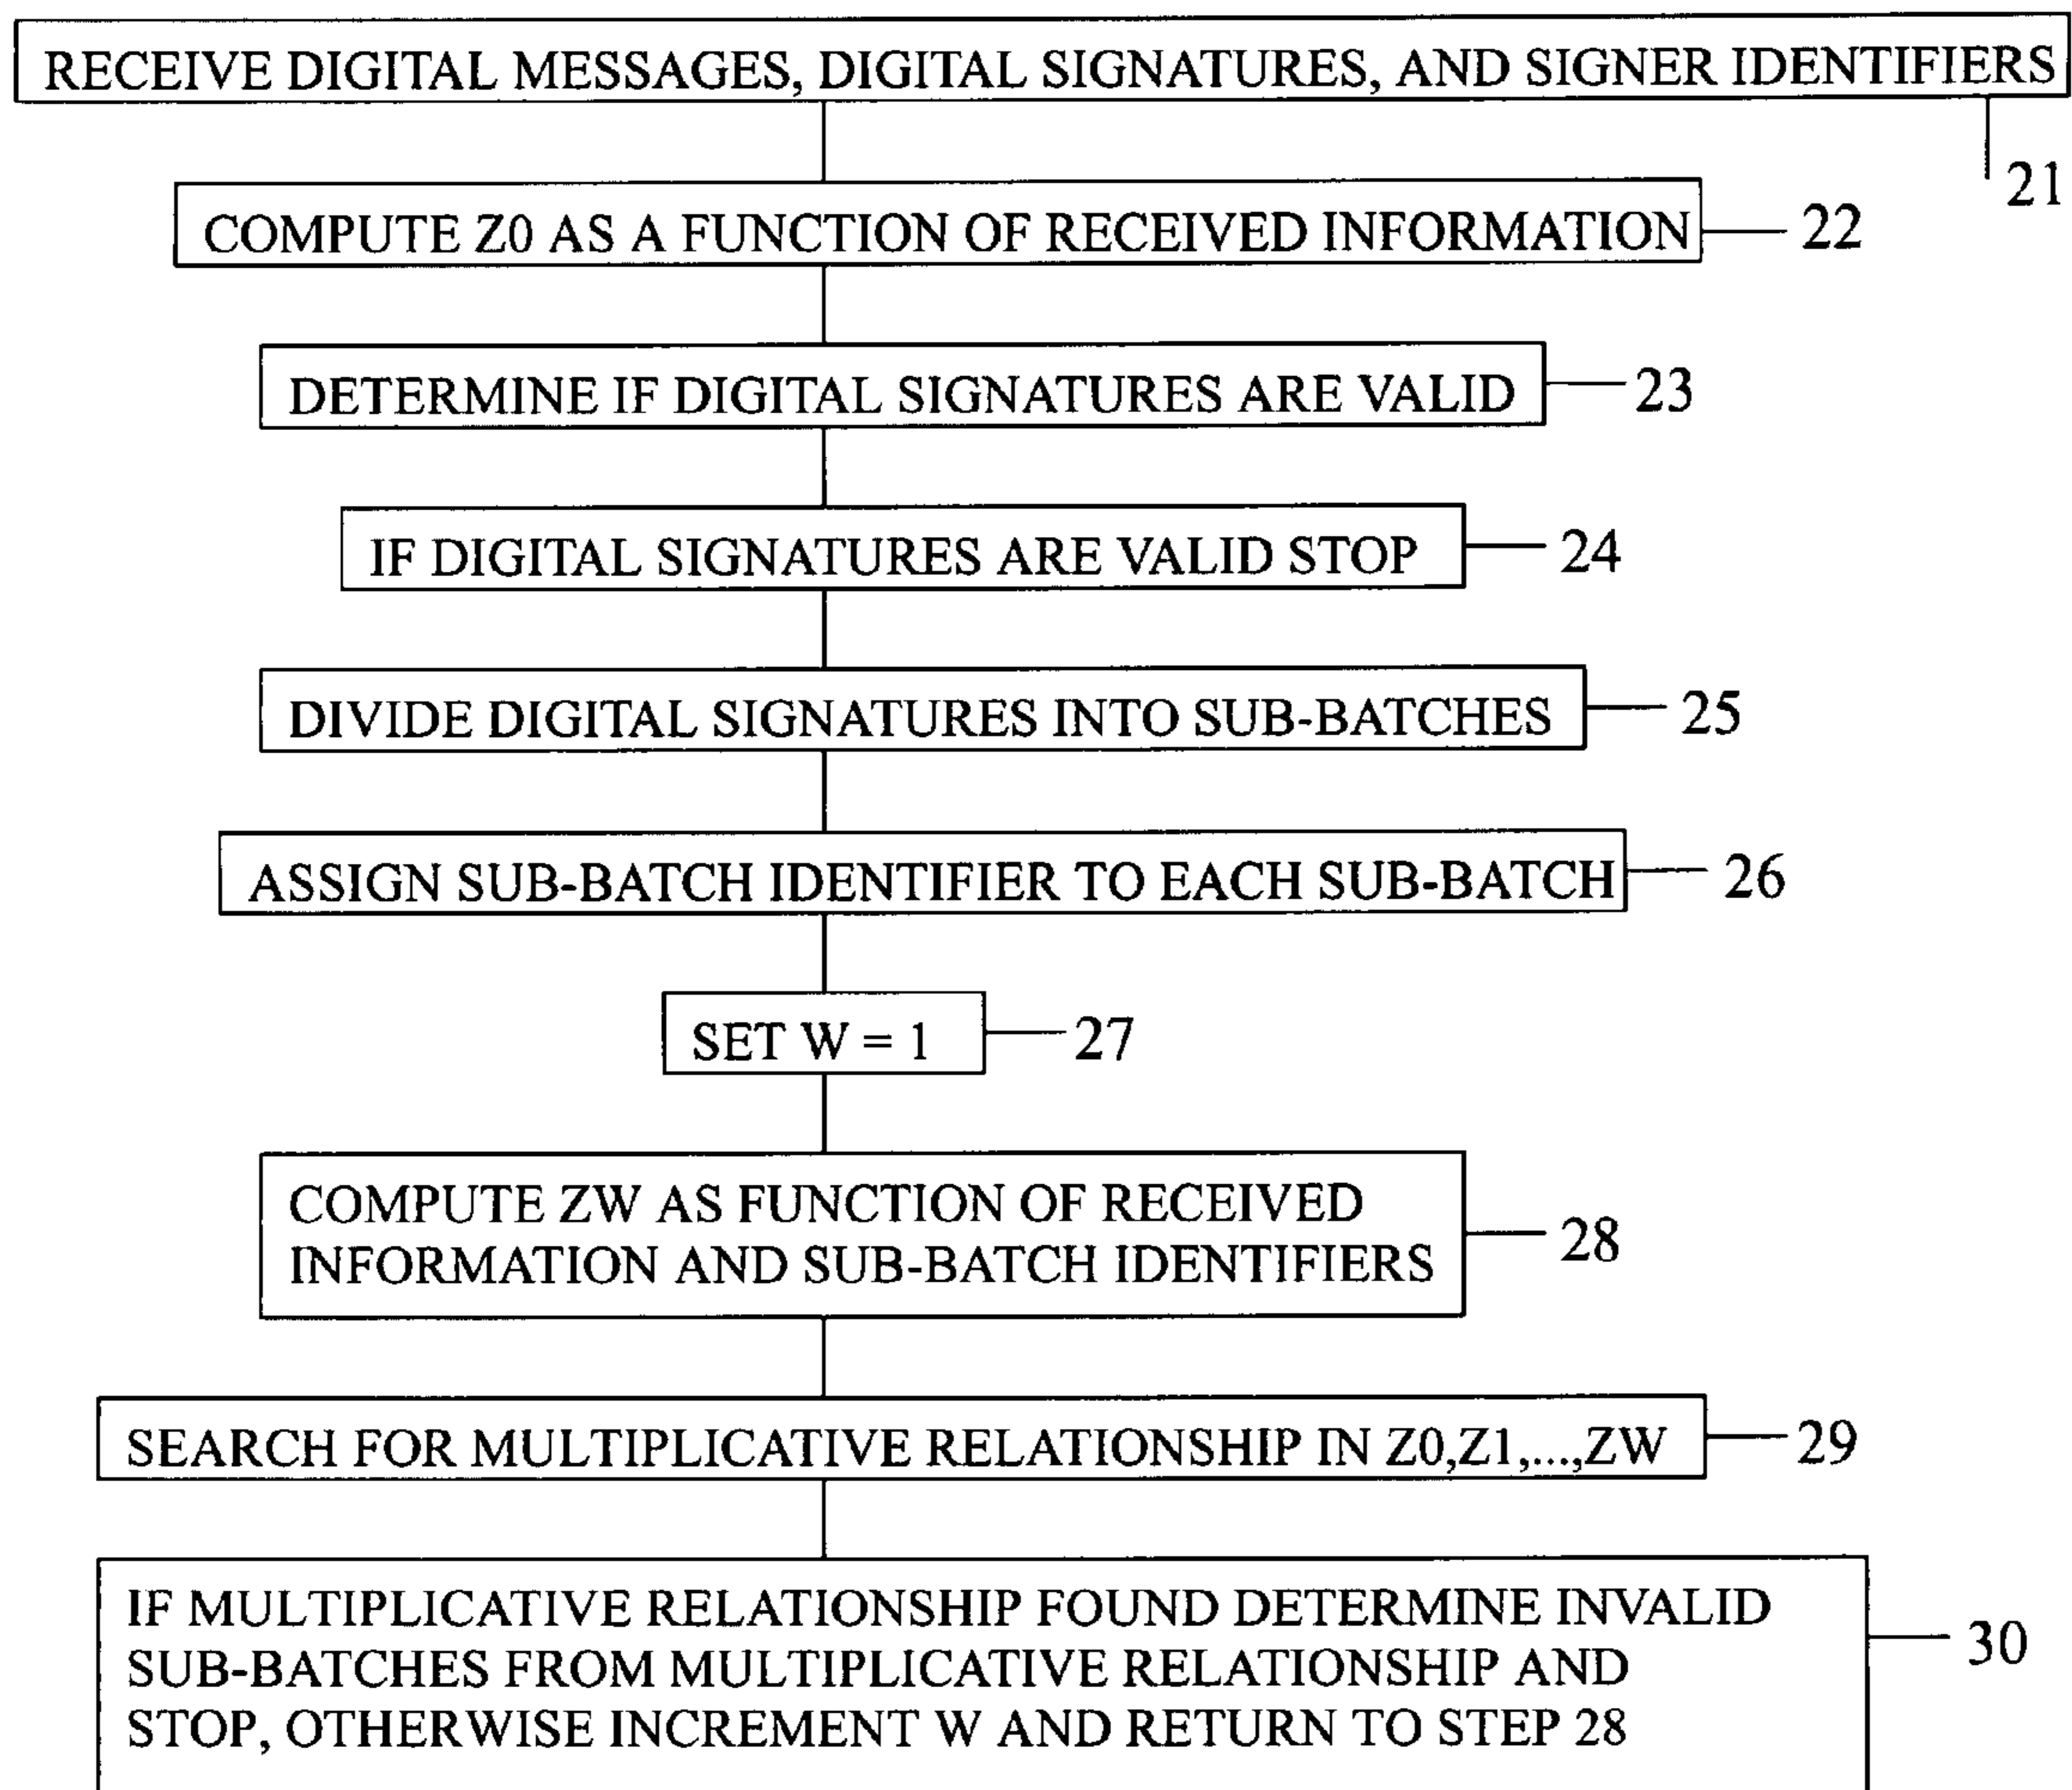 RECEIVE DIGITAL MESSAGES, DIGITAL SIGNATURES, AND SIGNER IDENTIFIERS
21
COMPUTE Z0 AS A FUNCTION OF RECEIVED INFORMATION
22
DETERMINE IF DIGITAL SIGNATURES ARE VALID
23
IF DIGITAL SIGNATURES ARE VALID STOP
24
DIVIDE DIGITAL SIGNATURES INTO SUB-BATCHES
25
ASSIGN SUB-BATCH IDENTIFIER TO EACH SUB-BATCH
26
SET W = 1
27
COMPUTE ZW AS FUNCTION OF RECEIVED
INFORMATION AND SUB-BATCH IDENTIFIERS
28
SEARCH FOR MULTIPLICATIVE RELATIONSHIP IN Z0,Z1,...,ZW
29
IF MULTIPLICATIVE RELATIONSHIP FOUND DETERMINE INVALID
SUB-BATCHES FROM MULTIPLICATIVE RELATIONSHIP AND
STOP, OTHERWISE INCREMENT W AND RETURN TO STEP 28
30